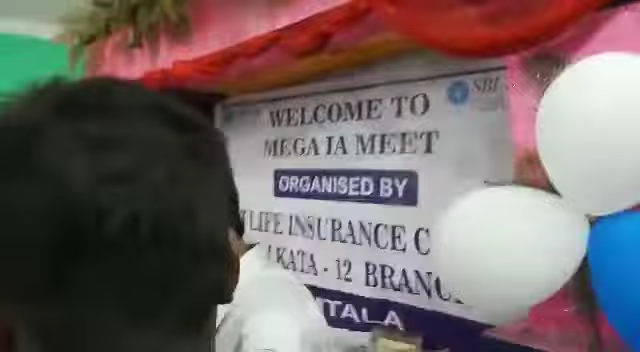 SBI
WELCOME TO
MEGA IA MEET
ORGANISED BY
LIFE INSURANCE C
KATA - 12 BRANC
TALA